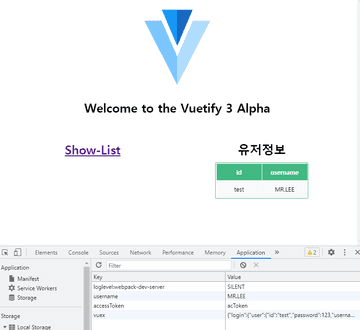 Welcome to the Vuetify 3 Alpha
Show-List
유저정보
id username
test MR.LEE
Elements Console Sources Network Performance Memory Application » 2
Application
Manifest
Service Workers
Storage
Storage
Local Storage
Filter
Key Value
loglevel:webpack-dev-server SILENT
username MR.LEE
accessToken acToken
vuex {"login":{"user":{"id":"test","password":123,"userna...